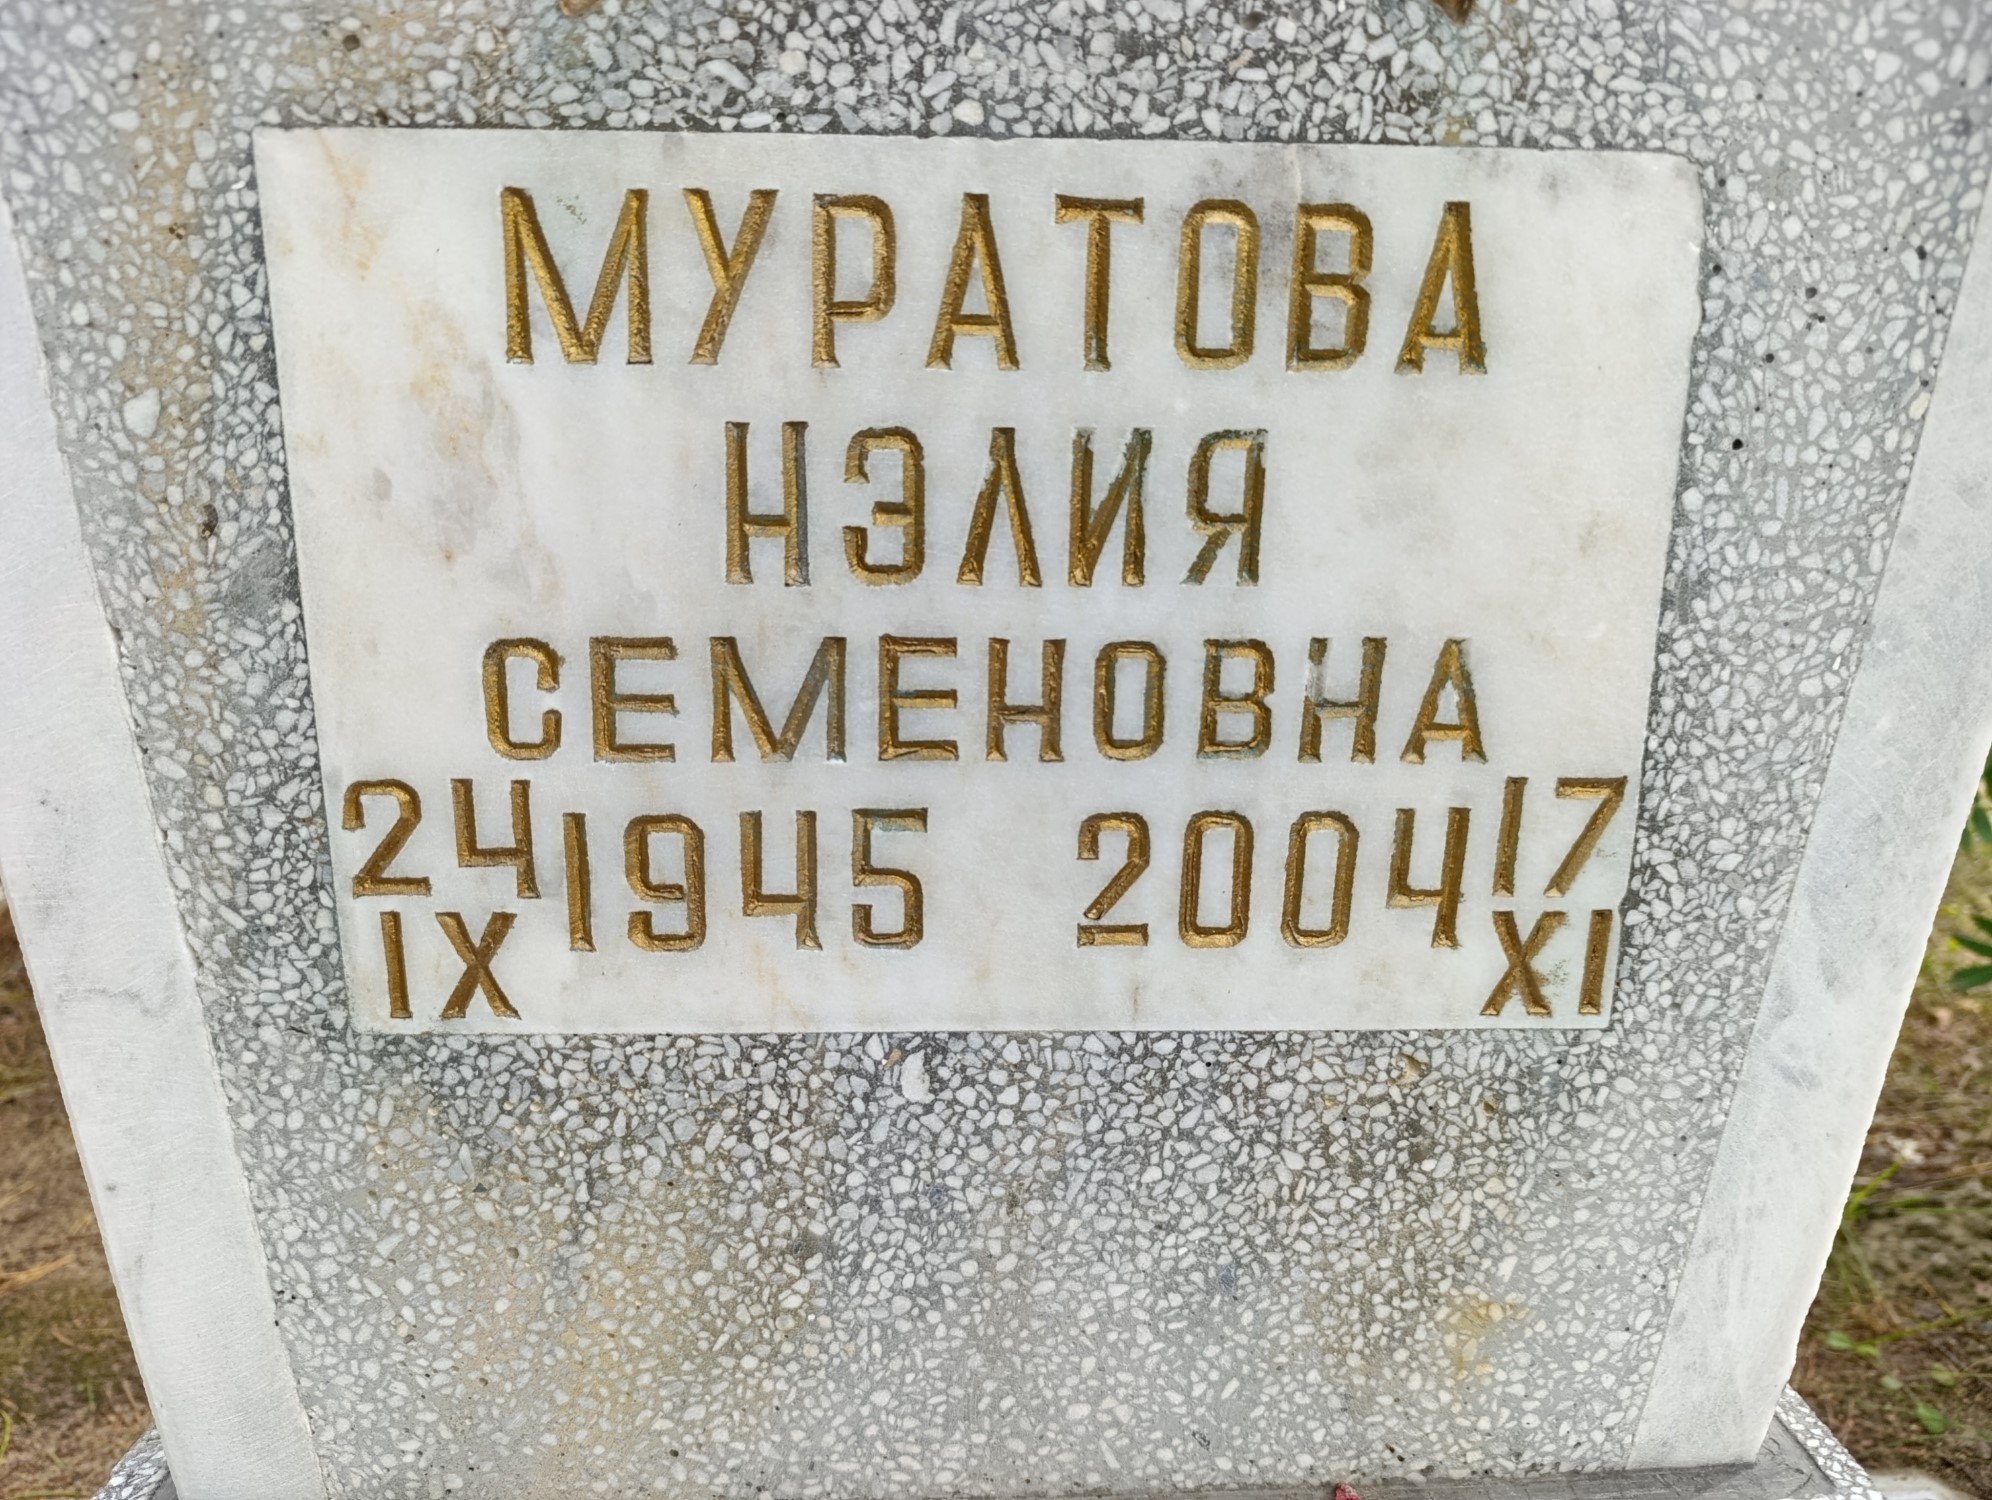 МУРАТОВА
НЭЛИЯ
СЕМЕНОВНА
24 IX 1945 2004 17 XI